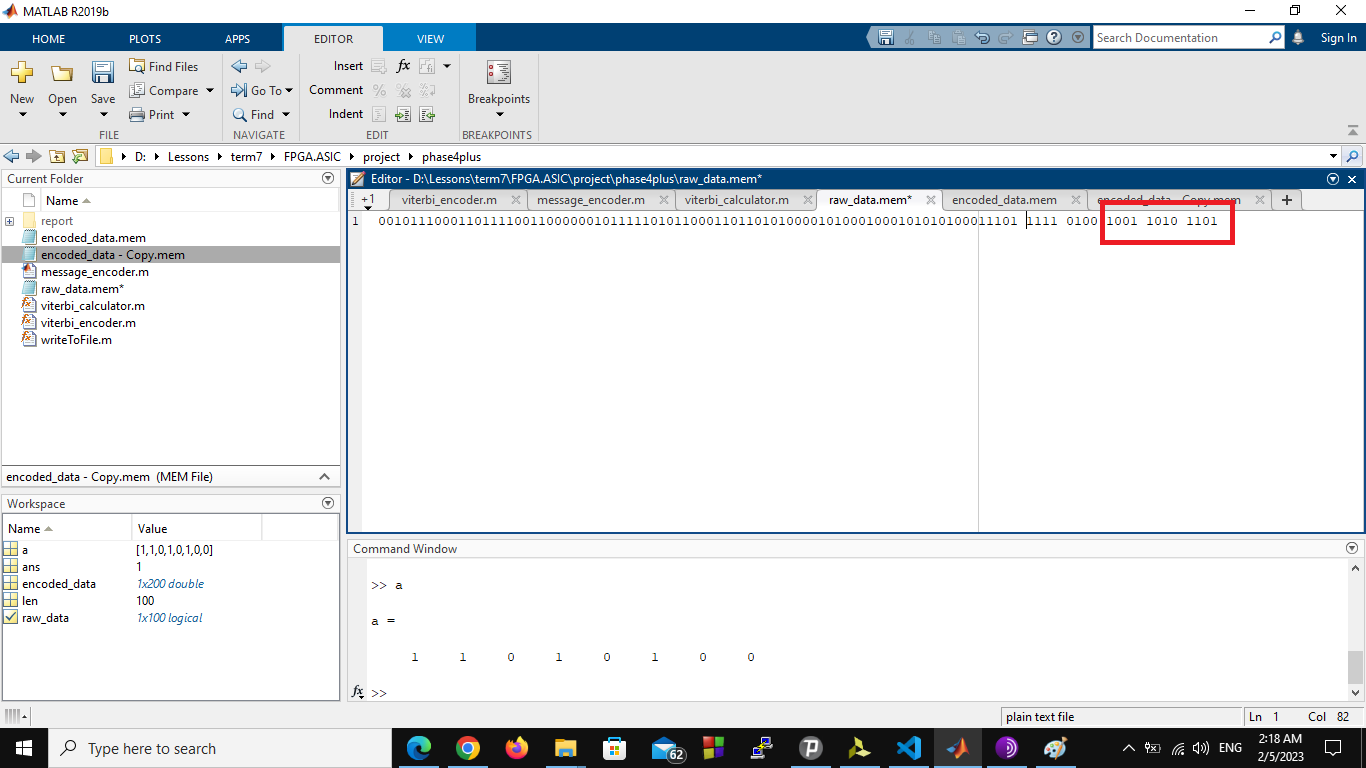 MATLAB R2019b
HOME PLOTS APPS EDITOR VIEW
Search Documentation
Sign In
New Open Save
Find Files
Compare
Print
Go To
Find
Insert fx
Comment
Indent
Breakpoints
FILE NAVIGATE EDIT BREAKPOINTS
D: Lessons term7 FPGA.ASIC project phase4plus
Current Folder
Name
report
encoded_data.mem
encoded_data - Copy.mem
message_encoder.m
raw_data.mem*
viterbi_calculator.m
viterbi_encoder.m
writeToFile.m
encoded_data - Copy.mem (MEM File)
Workspace
Name Value
a [1,1,0,1,0,1,0,0]
ans 1
encoded_data 1x200 double
len 100
raw_data 1x100 logical
Editor - D:\Lessons\term7\FPGA.ASIC\project\phase4plus\raw_data.mem*
+1 viterbi_encoder.m message_encoder.m viterbi_calculator.m raw_data.mem* encoded_data.mem encoded_data - Copy.mem
1 00101110001101111001100000010111110101100011011010100001010001000101010100011101 1111 0100 1001 1010 1101
Command Window
>> a
a =
1 1 0 1 0 1 0 0
fx >>
plain text file Ln 1 Col 82
Type here to search
62
ENG
2:18 AM
2/5/2023